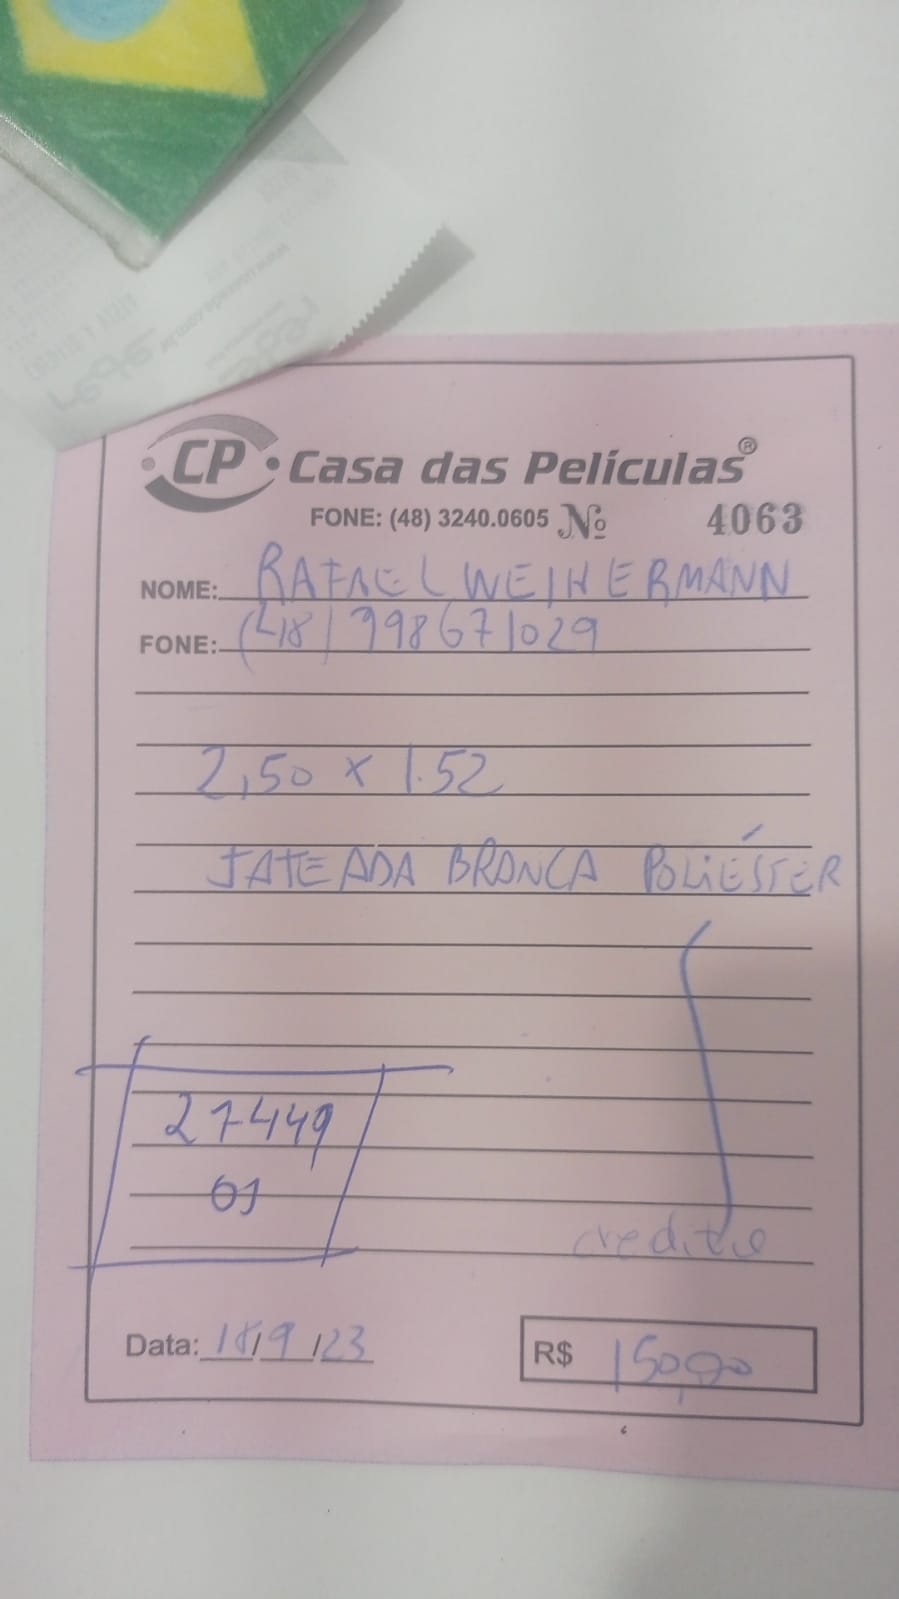 CP Casa das Películas®
FONE: (48) 3240.0605 Nº 4063
NOME: RAFAEL WEINERMANN
FONE: (48) 998671029
2,50 x 1.52
JATEADA BRANCA POLIÉSTER
27449
01
credito
Data: 18/9/23 R$ 150,00